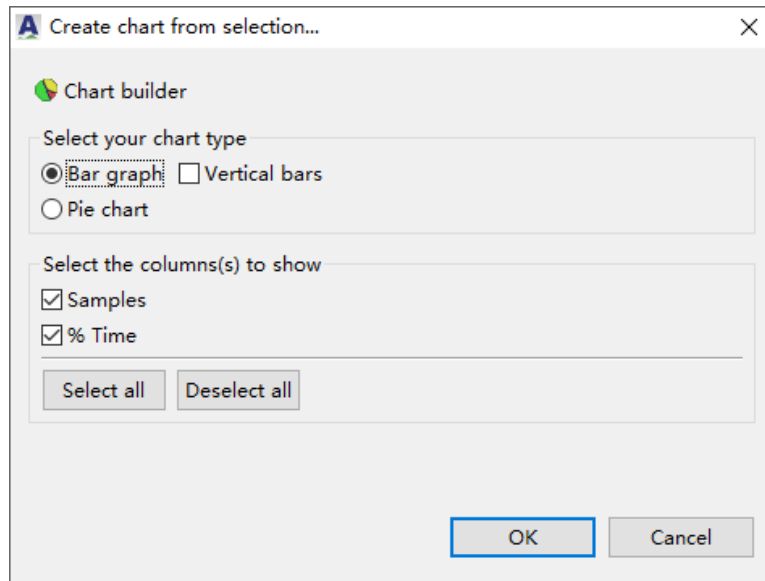 Create chart from selection...
Chart builder
Select your chart type
Bar graph Vertical bars
Pie chart
Select the columns(s) to show
Samples
% Time
Select all Deselect all
OK Cancel